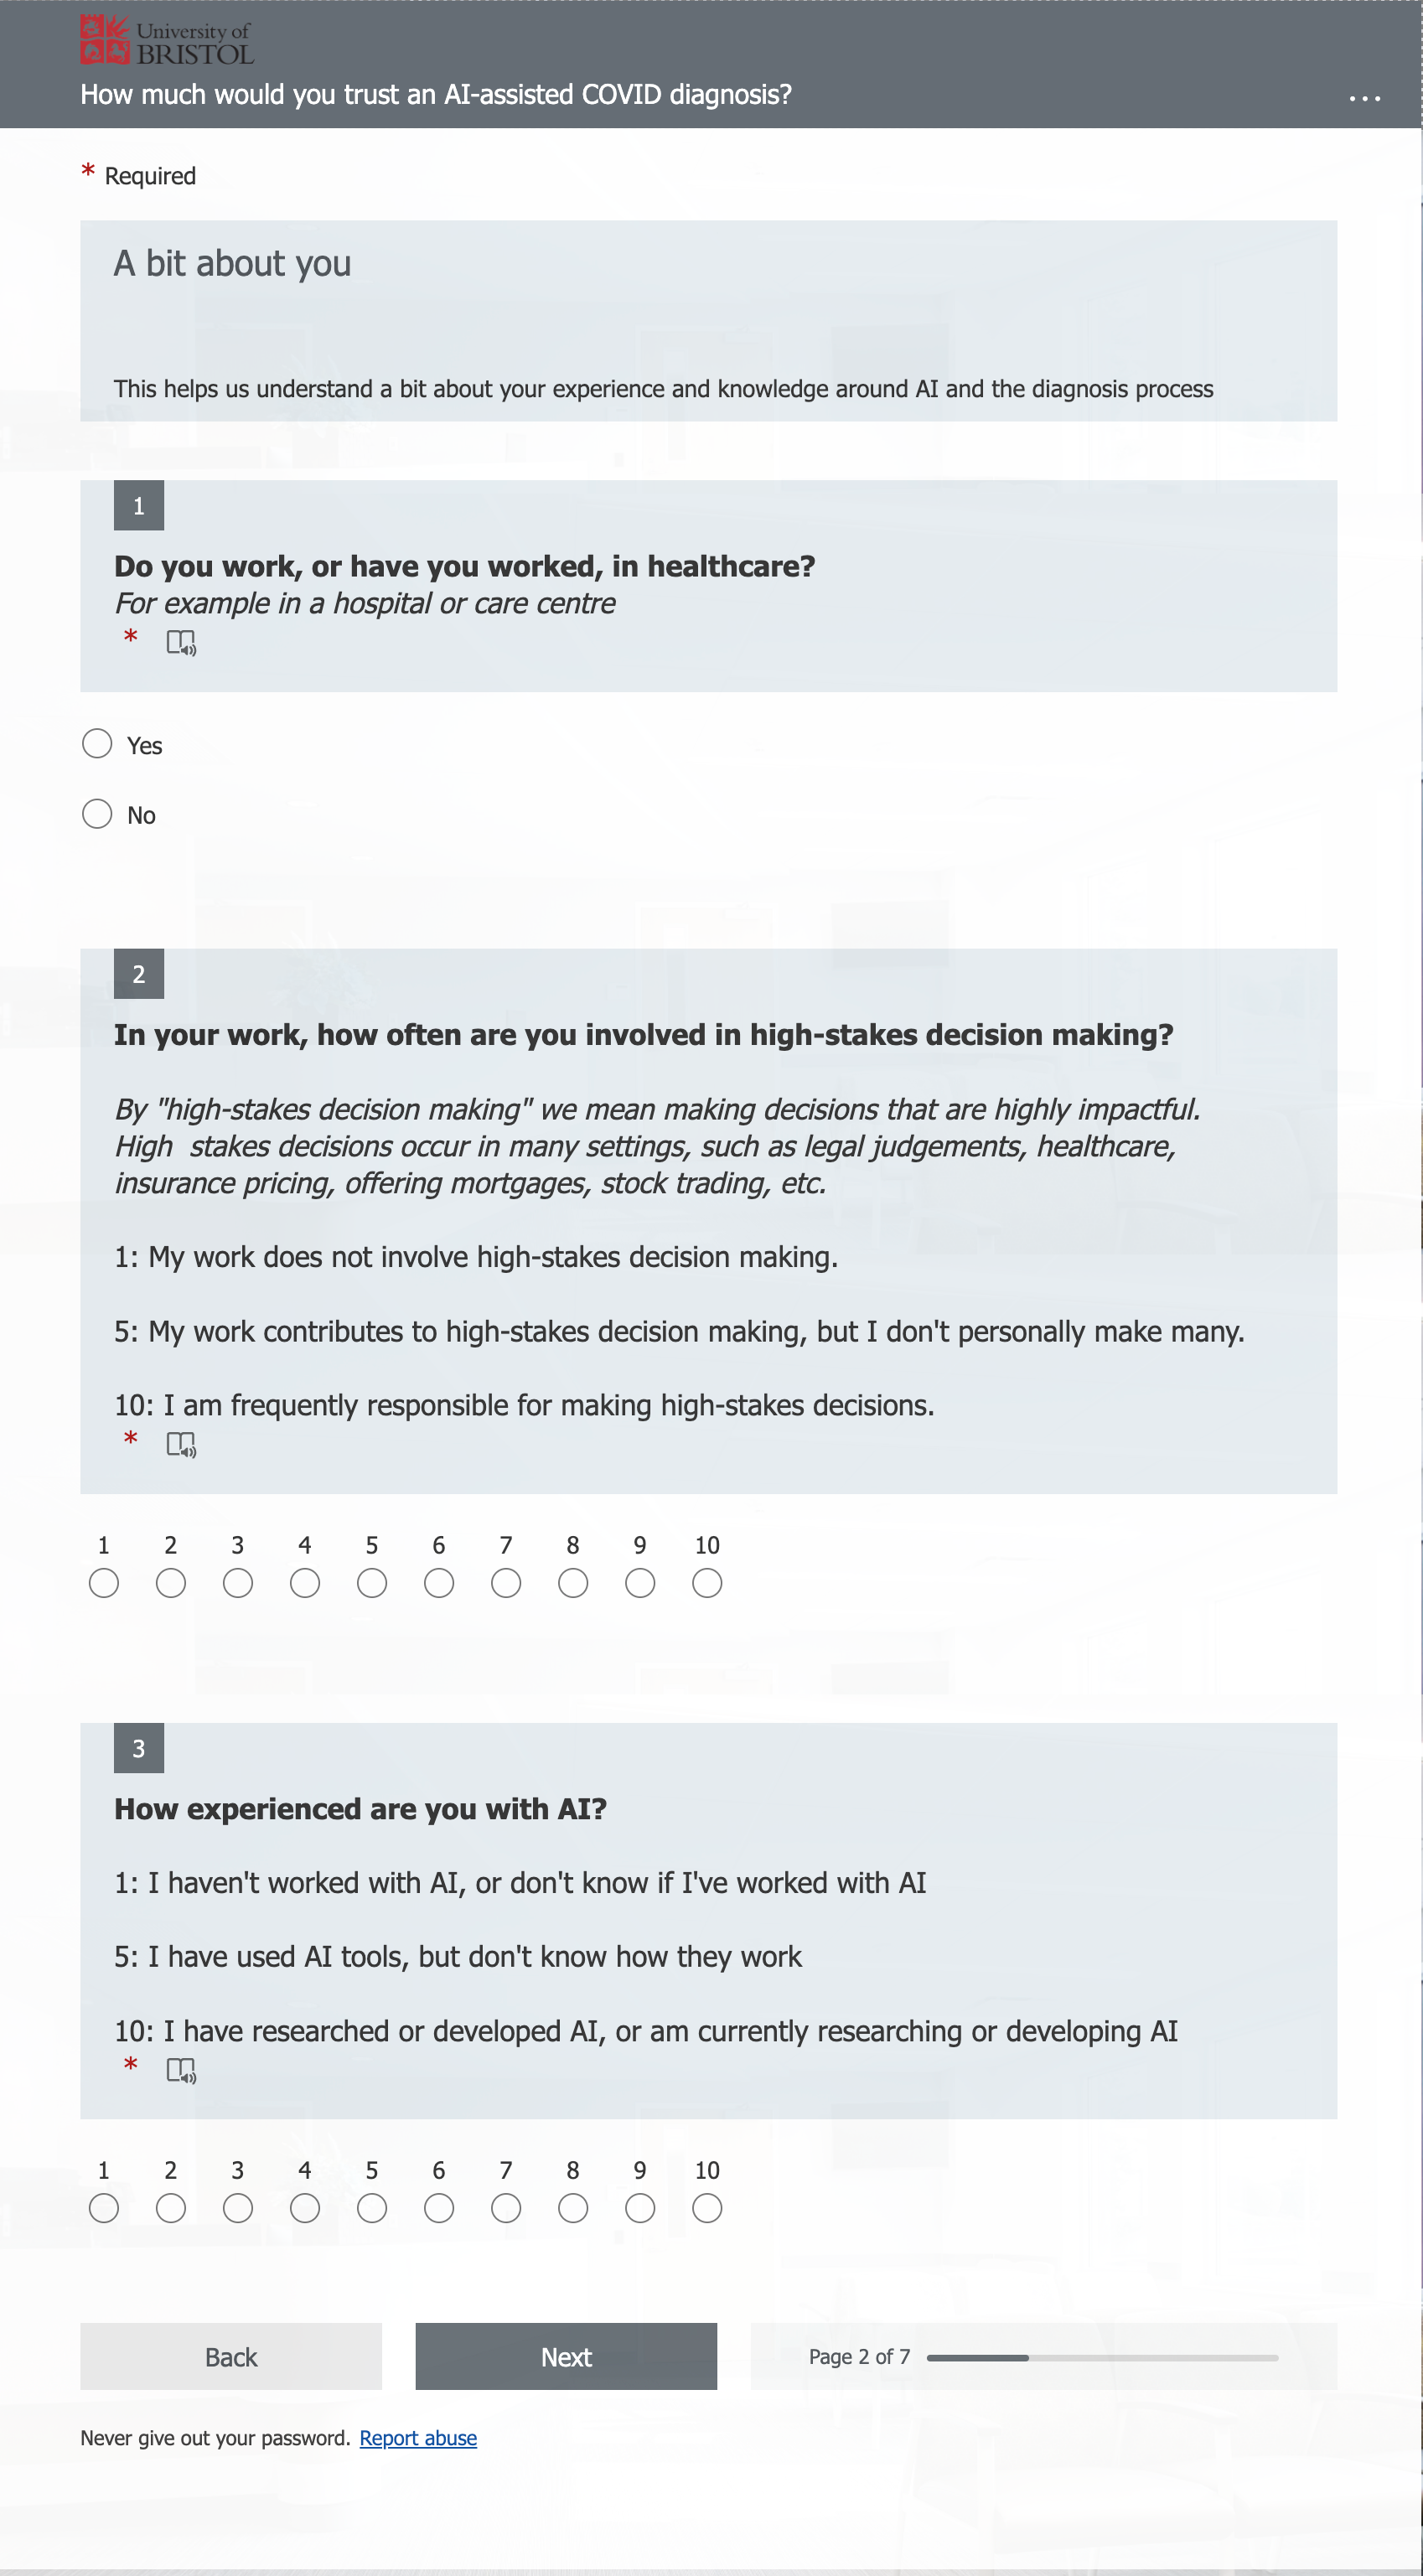 University of
BRISTOL
How much would you trust an AI-assisted COVID diagnosis?
...
* Required
A bit about you
This helps us understand a bit about your experience and knowledge around AI and the diagnosis process
1
Do you work, or have you worked, in healthcare?
For example in a hospital or care centre
*
Yes
No
2
In your work, how often are you involved in high-stakes decision making?
By "high-stakes decision making" we mean making decisions that are highly impactful.
High  stakes decisions occur in many settings, such as legal judgements, healthcare,
insurance pricing, offering mortgages, stock trading, etc.
1: My work does not involve high-stakes decision making.
5: My work contributes to high-stakes decision making, but I don't personally make many.
10: I am frequently responsible for making high-stakes decisions.
*
1 2 3 4 5 6 7 8 9 10
3
How experienced are you with AI?
1: I haven't worked with AI, or don't know if I've worked with AI
5: I have used AI tools, but don't know how they work
10: I have researched or developed AI, or am currently researching or developing AI
*
1 2 3 4 5 6 7 8 9 10
Back Next Page 2 of 7
Never give out your password. Report abuse